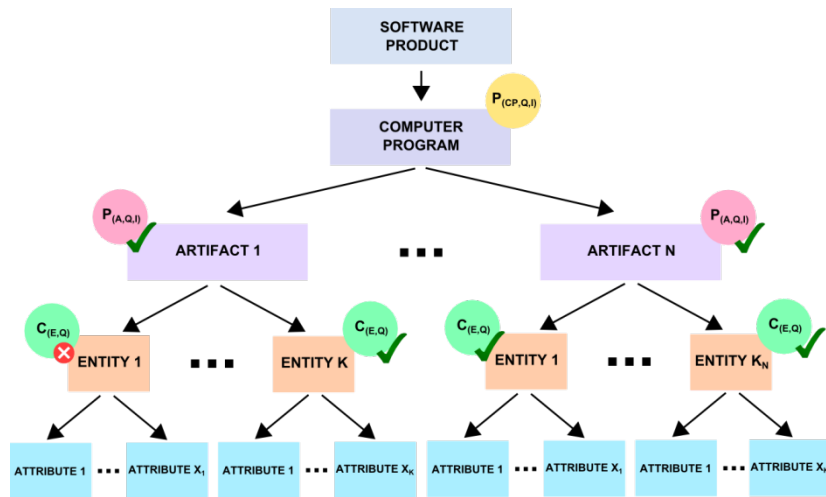 SOFTWARE
PRODUCT
P(CP,Q,I)
COMPUTER
PROGRAM
P(A,Q,I)
P(A,Q,I)
ARTIFACT 1
ARTIFACT N
C(E,Q)
C(E,Q)
C(E,Q)
C(E,Q)
ENTITY 1
ENTITY K
ENTITY 1
ENTITY KN
ATTRIBUTE 1
ATTRIBUTE X1
ATTRIBUTE 1
ATTRIBUTE XK
ATTRIBUTE 1
ATTRIBUTE X1
ATTRIBUTE 1
ATTRIBUTE